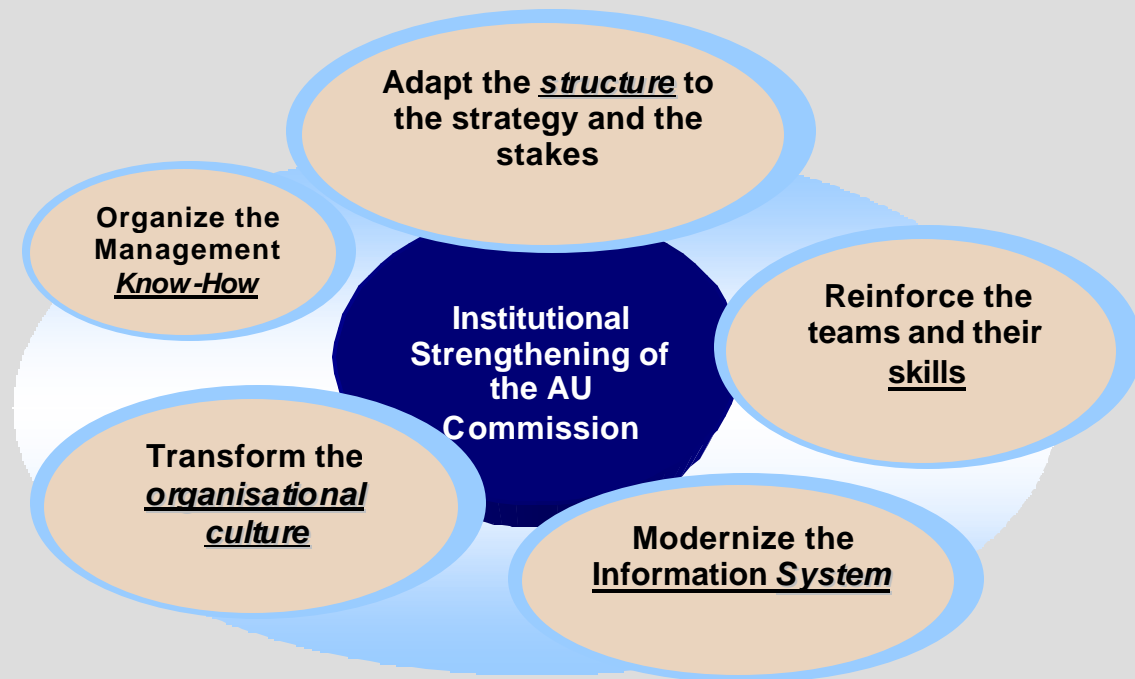 Adapt the structure to
the strategy and the
stakes
Organize the
Management
Know-How
Institutional
Strengthening of
the AU
Commission
Reinforce the
teams and their
skills
Transform the
organisational
culture
Modernize the
Information System